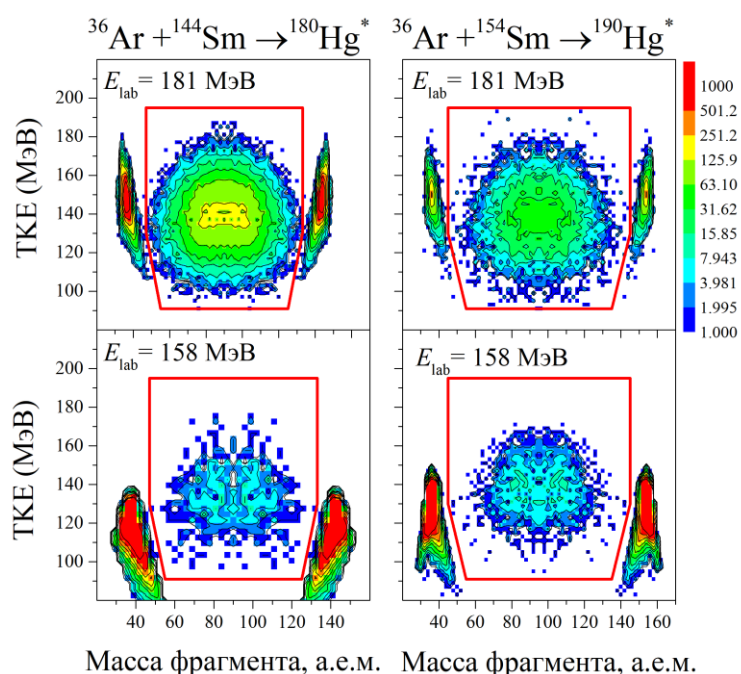 ³⁶Ar + ¹⁴⁴Sm → ¹⁸⁰Hg* ³⁶Ar + ¹⁵⁴Sm → ¹⁹⁰Hg*
E_lab = 181 МэВ
E_lab = 181 МэВ
220
200
180
160
140
120
100
TKE (МэВ)
1000
501.2
251.2
125.9
63.10
31.62
15.85
7.943
3.981
1.995
1.000
E_lab = 158 МэВ
E_lab = 158 МэВ
200
180
160
140
120
100
TKE (МэВ)
40 60 80 100 120 140
40 60 80 100 120 140 160
Масса фрагмента, а.е.м. Масса фрагмента, а.е.м.